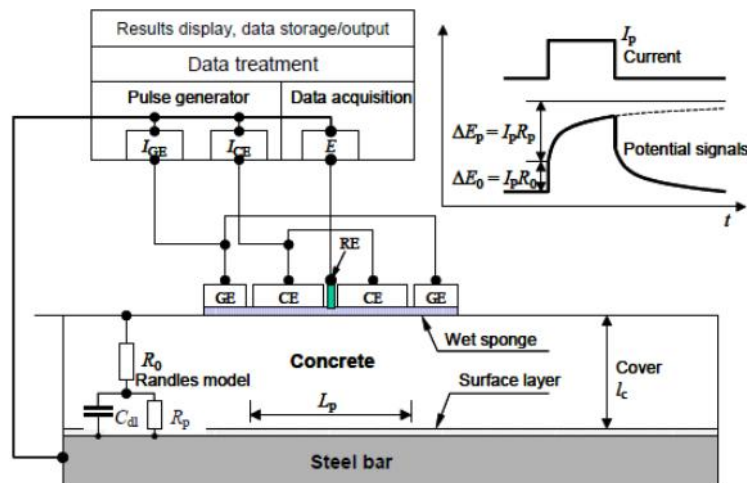 Results display, data storage/output
Data treatment
Pulse generator
Data acquisition
I_GE
I_CE
E
I_p
Current
ΔE_p = I_pR_p
ΔE_0 = I_pR_0
Potential signals
t
RE
GE
CE
CE
GE
Wet sponge
Concrete
R_0
Randles model
C_dl
R_p
L_p
Surface layer
Cover
l_c
Steel bar